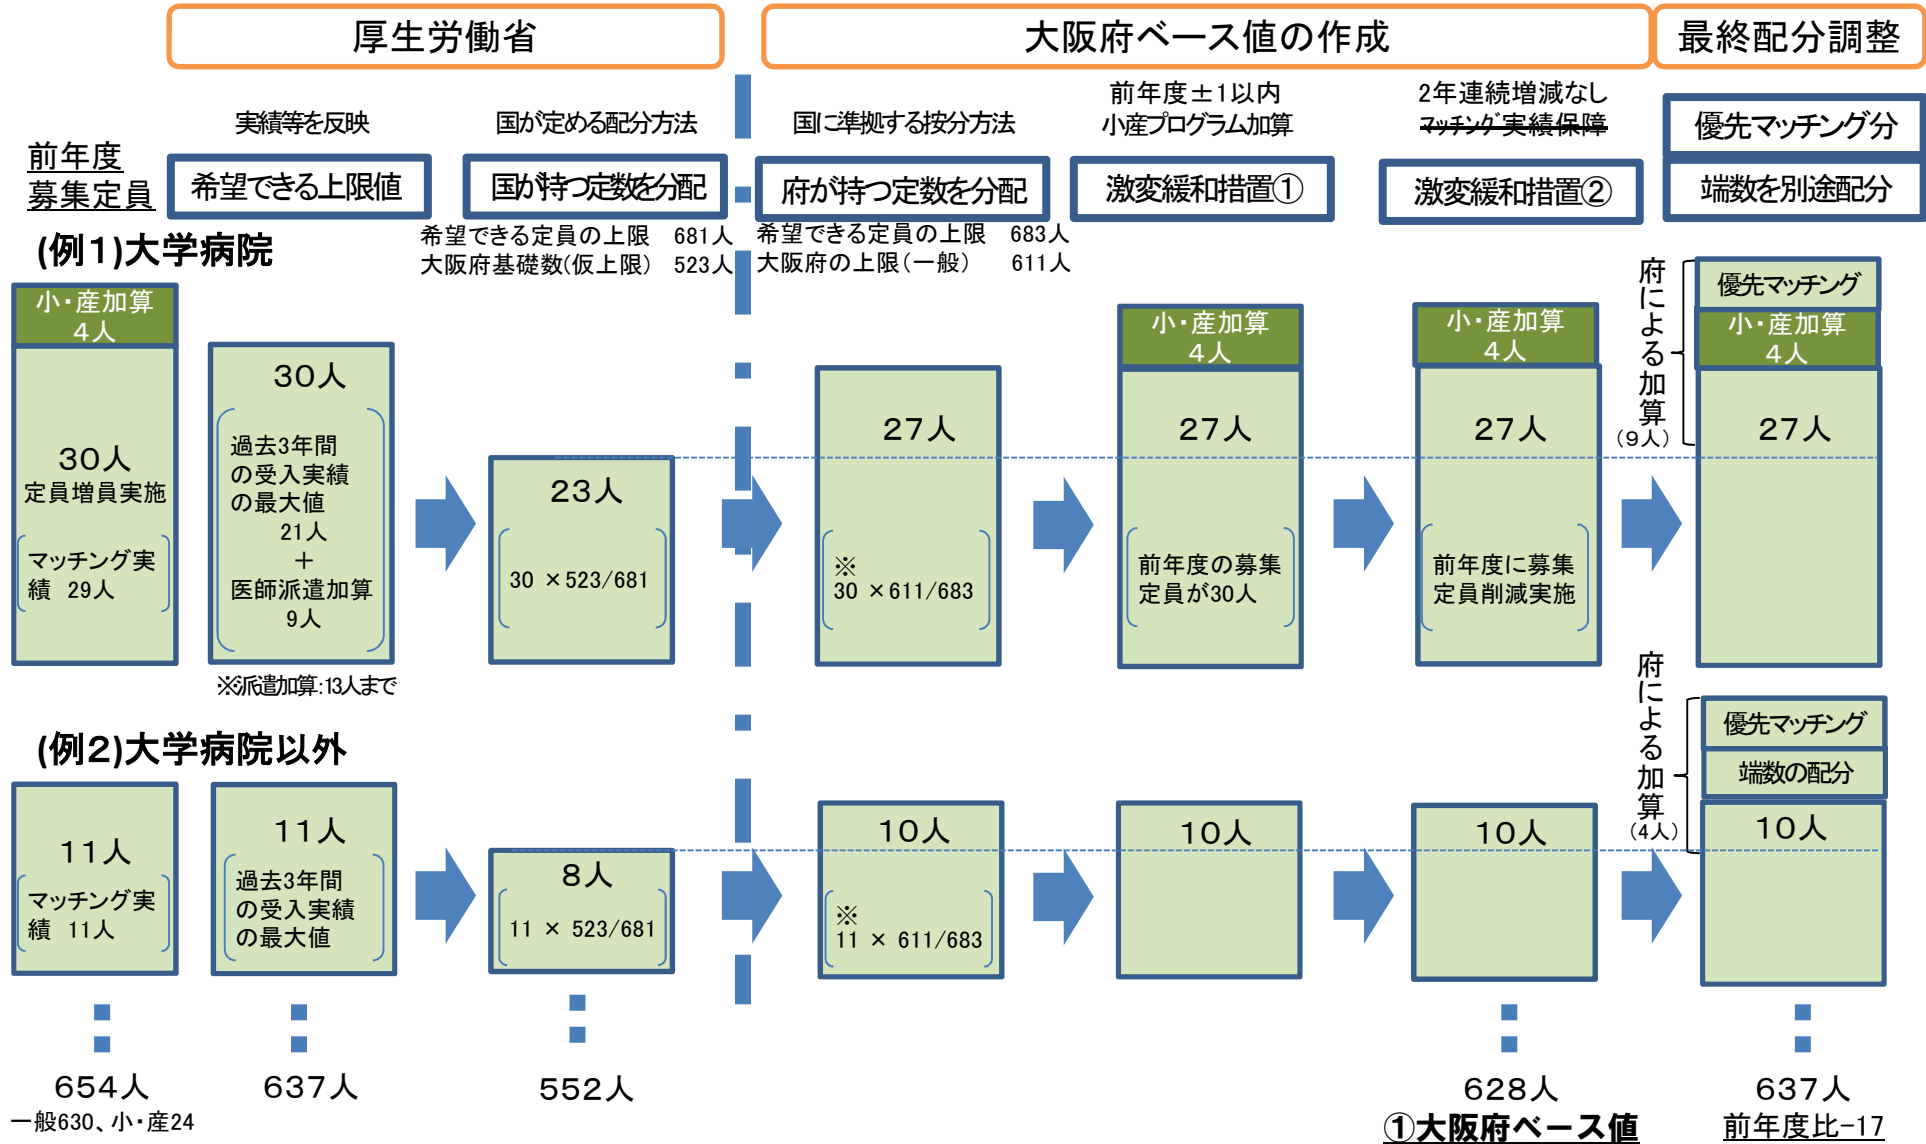 厚生労働省
大阪府ベース値の作成
最終配分調整
前年度
募集定員
実績等を反映
希望できる上限値
国が定める配分方法
国が持つ定数を分配
希望できる定員の上限　681人
大阪府基礎数(仮上限)　523人
国に準拠する按分方法
府が持つ定数を分配
希望できる定員の上限　683人
大阪府の上限(一般)　611人
前年度±1以内
小産プログラム加算
激変緩和措置①
2年連続増減なし
マッチング実績保障
激変緩和措置②
優先マッチング分
端数を別途配分
(例１)大学病院
小・産加算
４人
３０人
定員増員実施
マッチング実
績　29人
３０人
過去3年間
の受入実績
の最大値
21人
＋
医師派遣加算
9人
※派遣加算:13人まで
２３人
30 ×523/681
２７人
※
30 ×611/683
小・産加算
４人
２７人
前年度の募集
定員が30人
小・産加算
４人
２７人
前年度に募集
定員削減実施
府による加算
(9人)
優先マッチング
小・産加算
４人
２７人
(例２)大学病院以外
１１人
マッチング実
績　11人
１１人
過去3年間
の受入実績
の最大値
８人
11 × 523/681
１０人
※
11 × 611/683
１０人
１０人
府による加算
(4人)
優先マッチング
端数の配分
１０人
654人
一般630、小・産24
637人
552人
628人
①大阪府ベース値
637人
前年度比-17